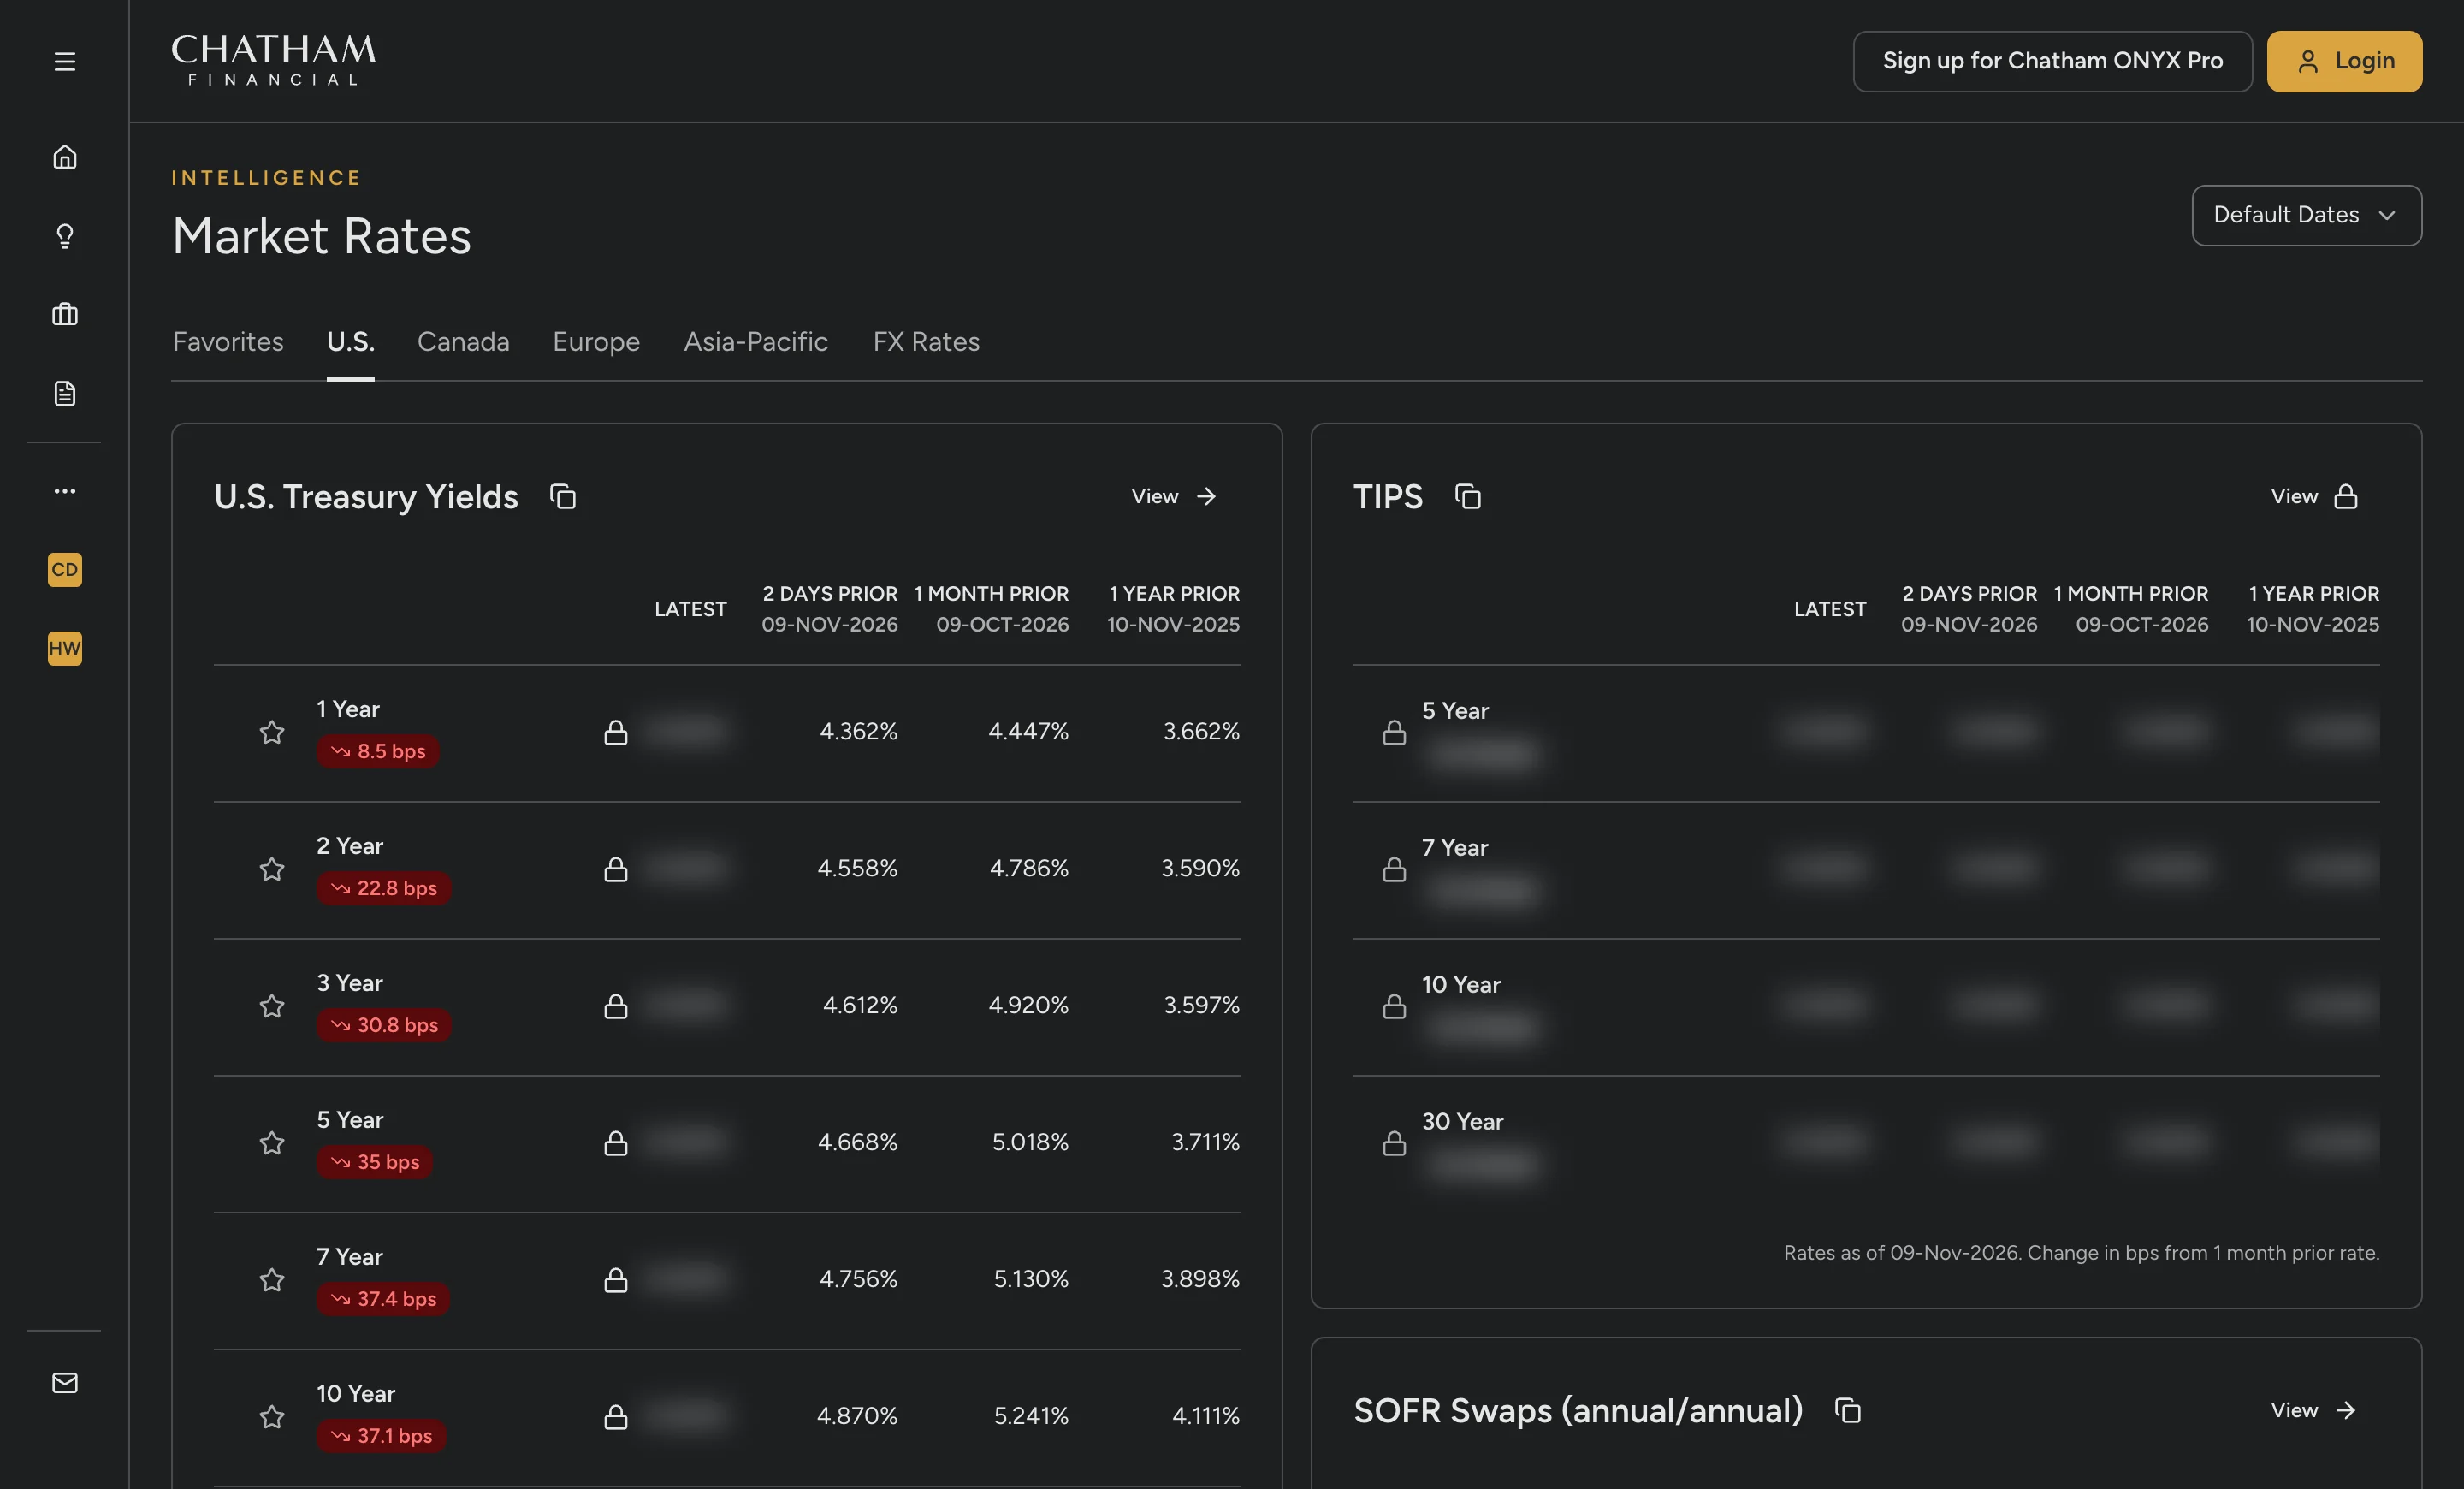 CHATHAM
FINANCIAL
Sign up for Chatham ONYX Pro
Login
INTELLIGENCE
Market Rates
Default Dates
Favorites U.S. Canada Europe Asia-Pacific FX Rates
CD
HW
U.S. Treasury Yields
View
LATEST 2 DAYS PRIOR 1 MONTH PRIOR 1 YEAR PRIOR
09-NOV-2026 09-OCT-2026 10-NOV-2025
1 Year
8.5 bps
4.362% 4.447% 3.662%
2 Year
22.8 bps
4.558% 4.786% 3.590%
3 Year
30.8 bps
4.612% 4.920% 3.597%
5 Year
35 bps
4.668% 5.018% 3.711%
7 Year
37.4 bps
4.756% 5.130% 3.898%
10 Year
37.1 bps
4.870% 5.241% 4.111%
TIPS
View
LATEST 2 DAYS PRIOR 1 MONTH PRIOR 1 YEAR PRIOR
09-NOV-2026 09-OCT-2026 10-NOV-2025
5 Year
7 Year
10 Year
30 Year
Rates as of 09-Nov-2026. Change in bps from 1 month prior rate.
SOFR Swaps (annual/annual)
View